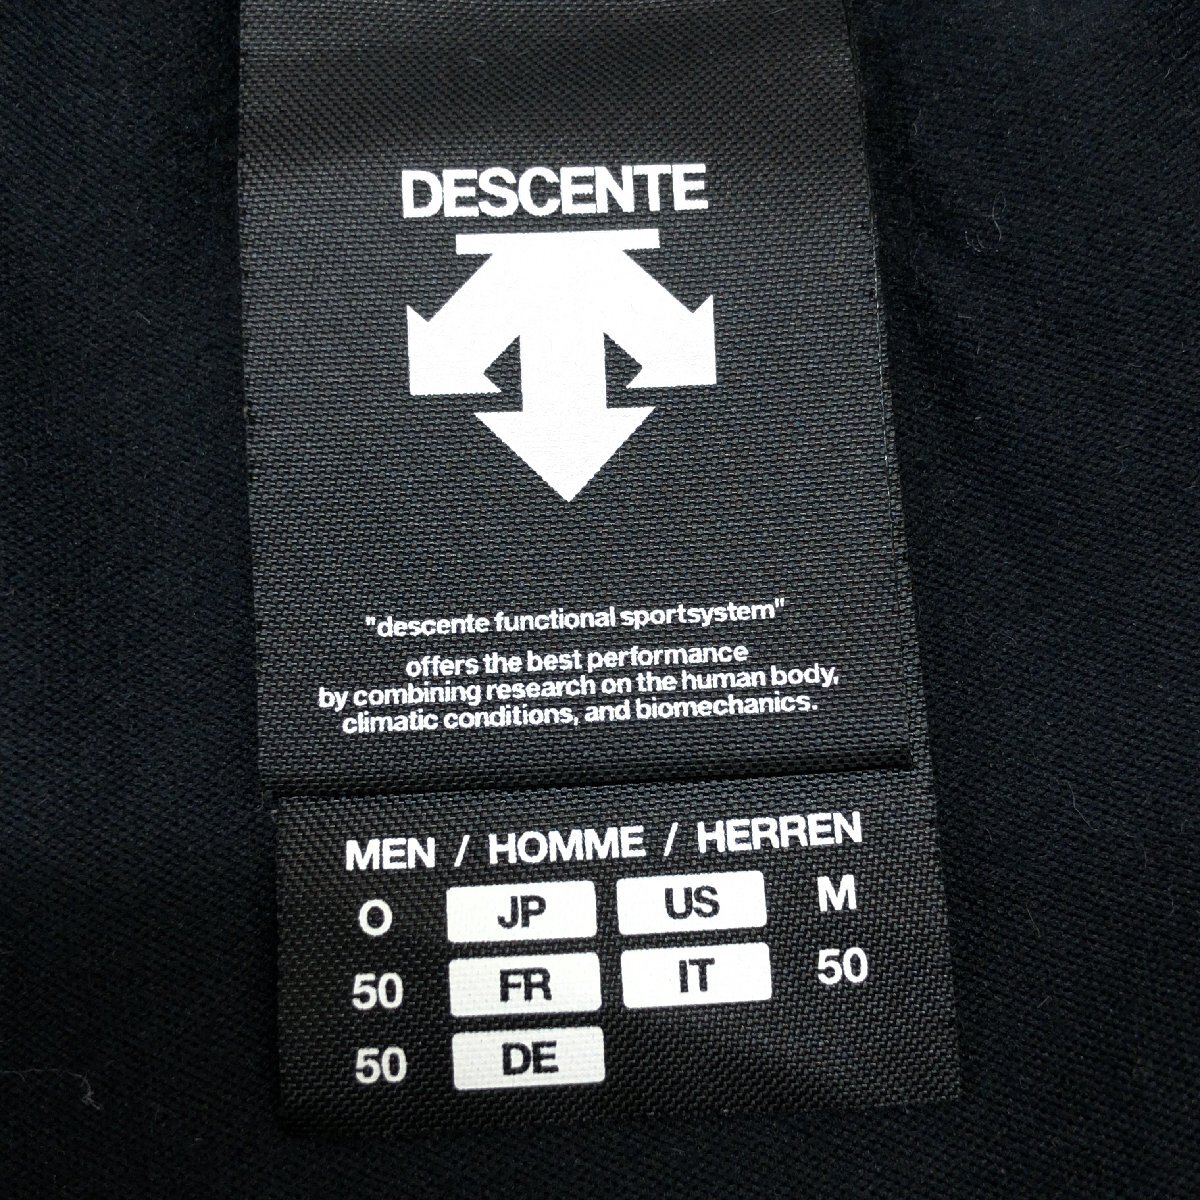 DESCENTE
"descente functional sportsystem"
offers the best performance
by combining research on the human body,
climatic conditions, and biomechanics.
MEN / HOMME / HERREN
O JP US M
50 FR IT 50
50 DE